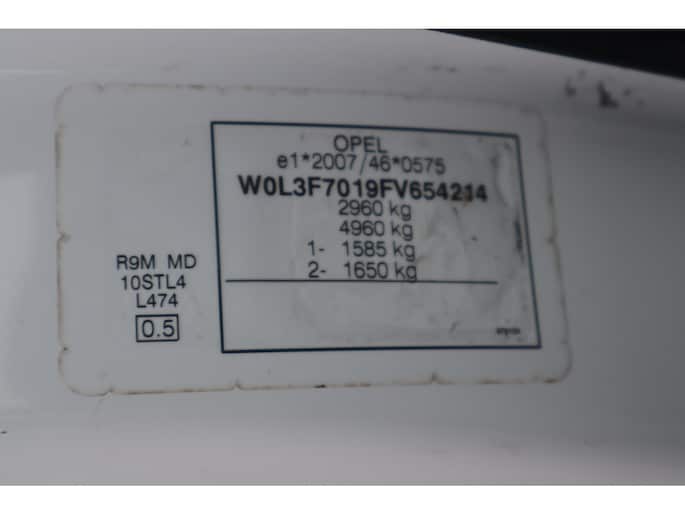 OPEL
e1*2007/46*0575
W0L3F7019FV654214
2960 kg
4960 kg
1- 1585 kg
2- 1650 kg
R9M MD
10STL4
L474
0.5